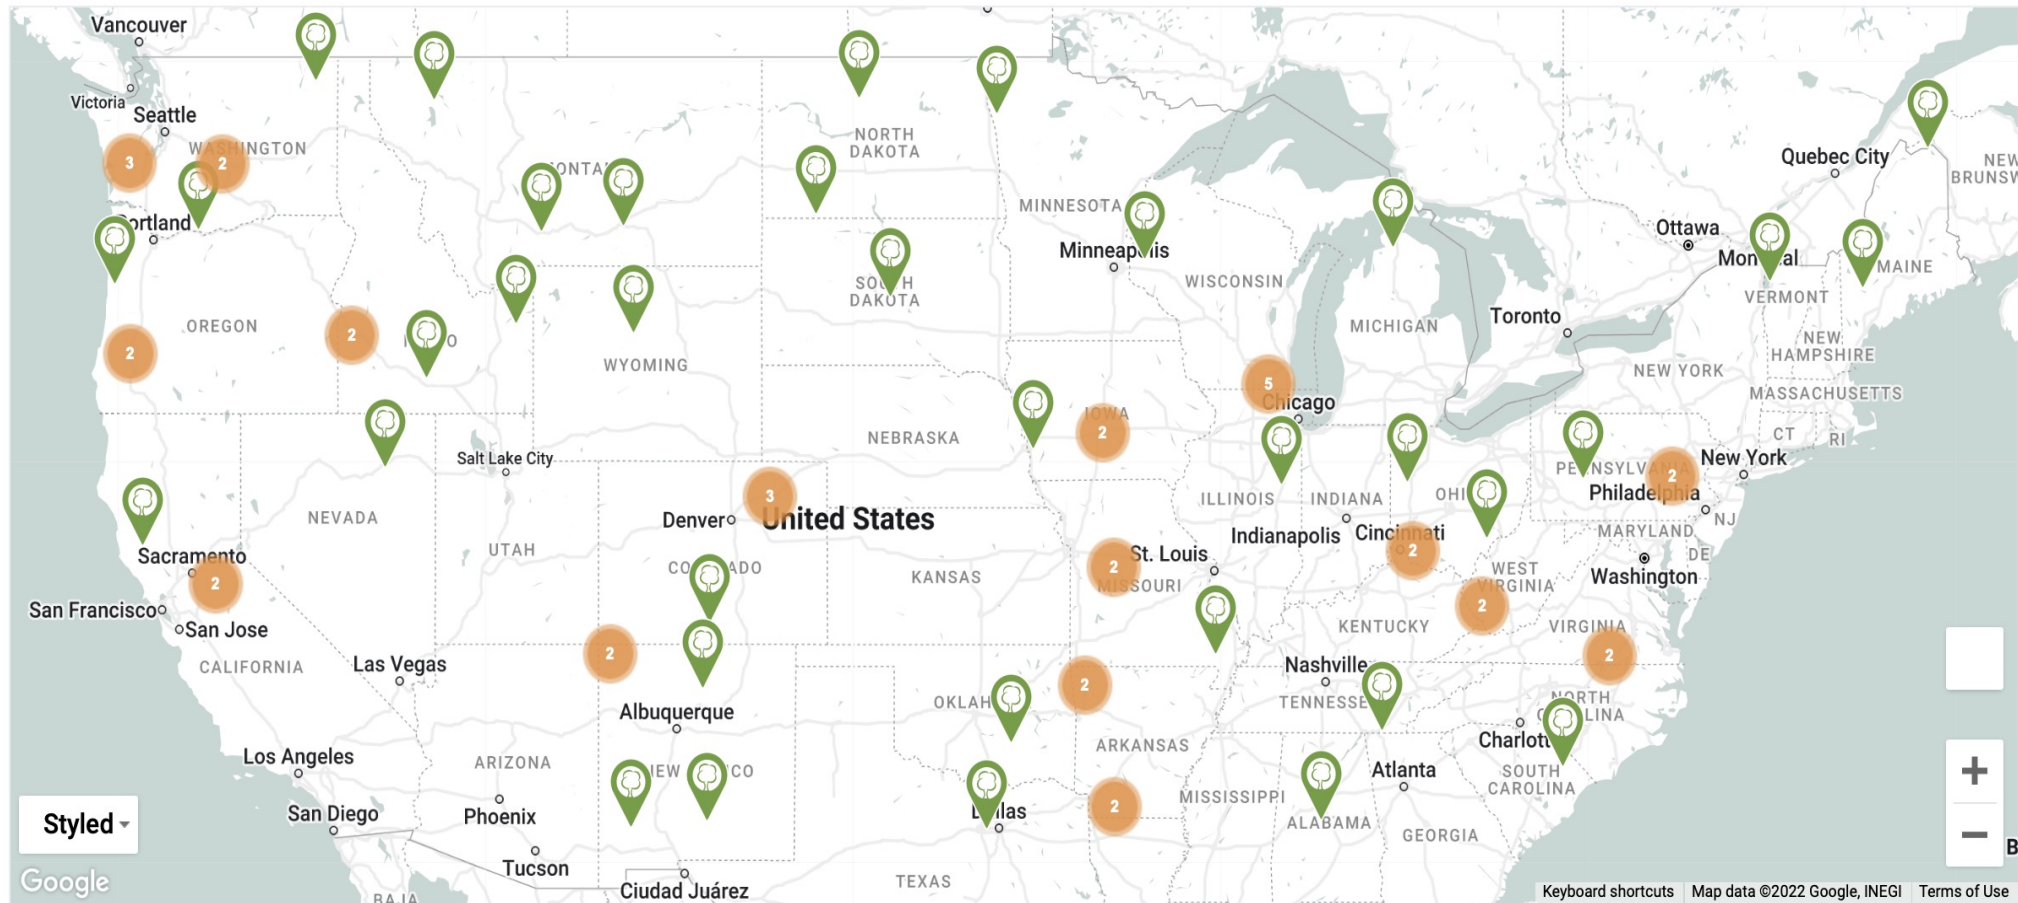 Vancouver
Victoria
Seattle
WASHINGTON
3
2
Portland
NORTH
DAKOTA
MINNESOTA
Minneapolis
WISCONSIN
MICHIGAN
Quebec City
NEW
Ottawa
Montreal
MAINE
VERMONT
NEW
HAMPSHIRE
MASSACHUSETTS
NEW YORK
CT
RI
Toronto
OREGON
2
2
SOUTH
DAKOTA
WYOMING
5
Chicago
IOWA
2
NEBRASKA
Salt Lake City
3
Denver
United States
NEVADA
UTAH
COLORADO
KANSAS
ILLINOIS
INDIANA
Indianapolis
Cincinnati
2
PENNSYLVANIA
2
Philadelphia
New York
NJ
MARYLAND
DE
Washington
WEST
VIRGINIA
2
VIRGINIA
2
KENTUCKY
St. Louis
2
MISSOURI
Sacramento
2
San Francisco
San Jose
CALIFORNIA
Las Vegas
2
2
Nashville
TENNESSEE
NORTH
CAROLINA
Charlotte
SOUTH
CAROLINA
Albuquerque
NEW MEXICO
ARIZONA
Los Angeles
San Diego
Phoenix
Tucson
Ciudad Juárez
TEXAS
Dallas
ARKANSAS
2
MISSISSIPPI
ALABAMA
Atlanta
GEORGIA
BAJA
B
+
−
Styled
Google
Keyboard shortcuts
Map data ©2022 Google, INEGI
Terms of Use